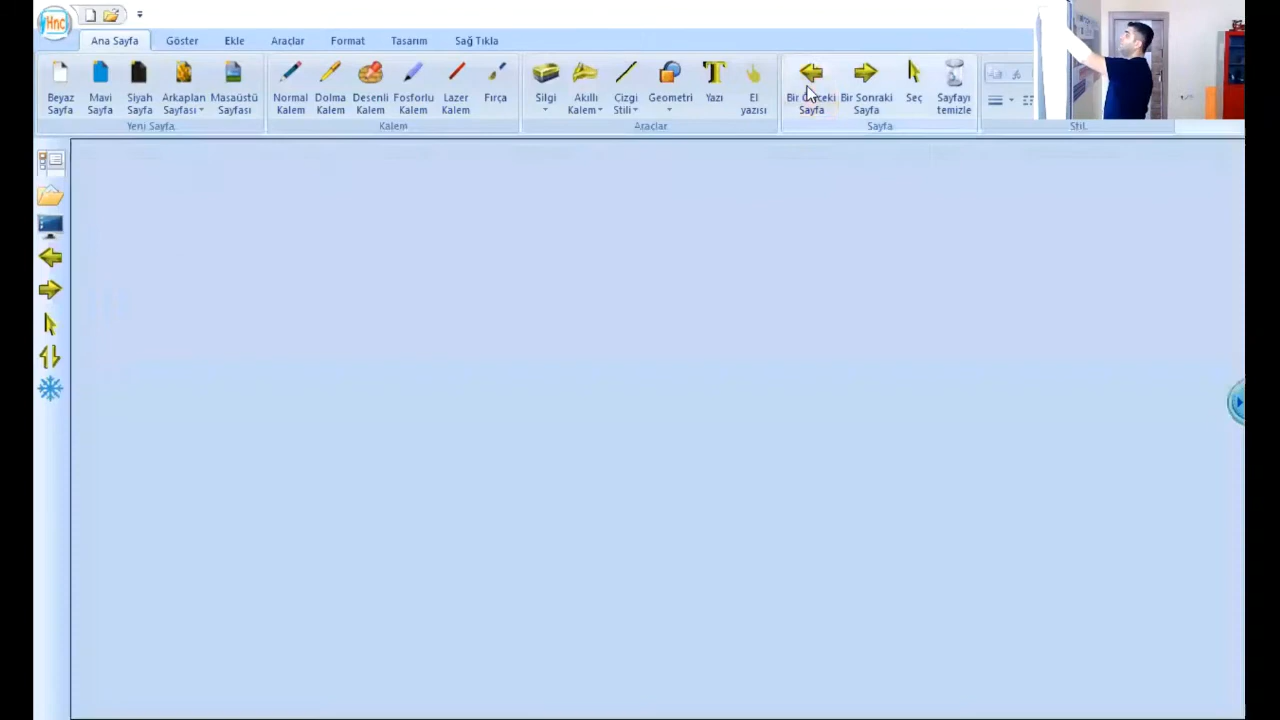 Hnc
Ana Sayfa Göster Ekle Araçlar Format Tasarım Sağ Tıkla
Beyaz Sayfa
Mavi Sayfa
Siyah Sayfa
Arkaplan Sayfası
Masaüstü Sayfası
Yeni Sayfa
Normal Kalem
Dolma Kalem
Desenli Kalem
Fosforlu Kalem
Lazer Kalem
Fırça
Kalem
Silgi
Akıllı Kalem
Çizgi Stili
Geometri
Yazı
El yazısı
Araçlar
Bir Önceki Sayfa
Bir Sonraki Sayfa
Seç
Sayfayı temizle
Sayfa
Stil